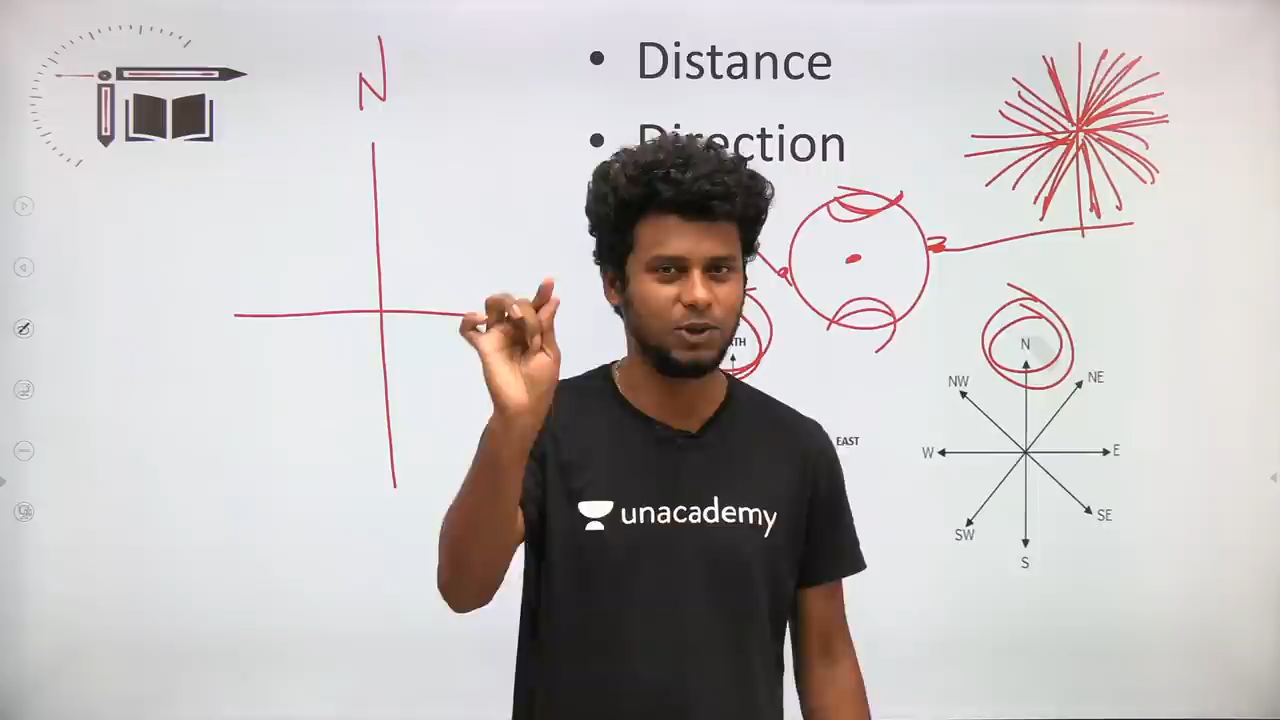 N
• Distance
• Direction
N
NW
NE
EAST
W
E
unacademy
SE
SW
S